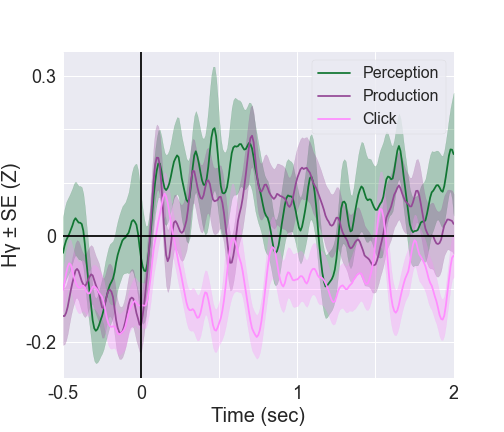 Perception
Production
Click
0.3
0
-0.2
Hγ ± SE (Z)
-0.5 0 1 2
Time (sec)